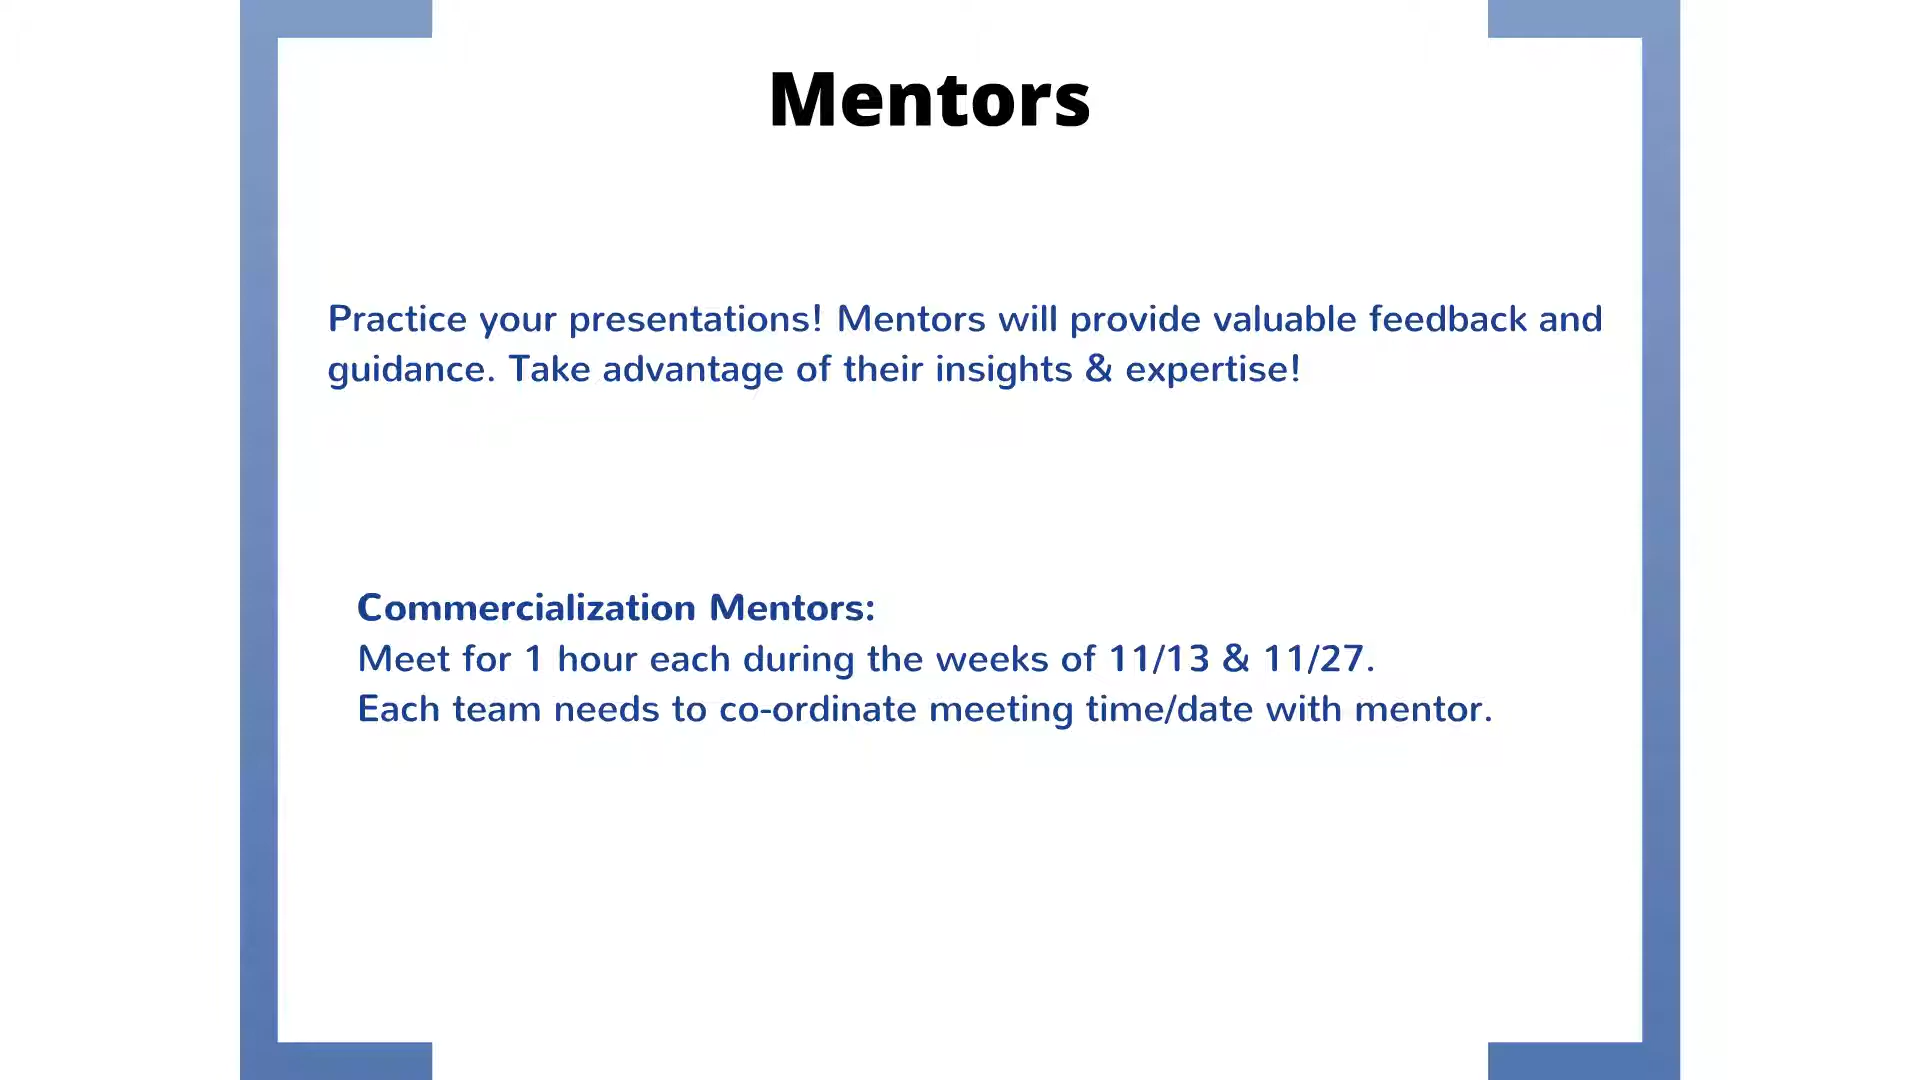 Mentors
Practice your presentations! Mentors will provide valuable feedback and
guidance. Take advantage of their insights & expertise!
Commercialization Mentors:
Meet for 1 hour each during the weeks of 11/13 & 11/27.
Each team needs to co-ordinate meeting time/date with mentor.